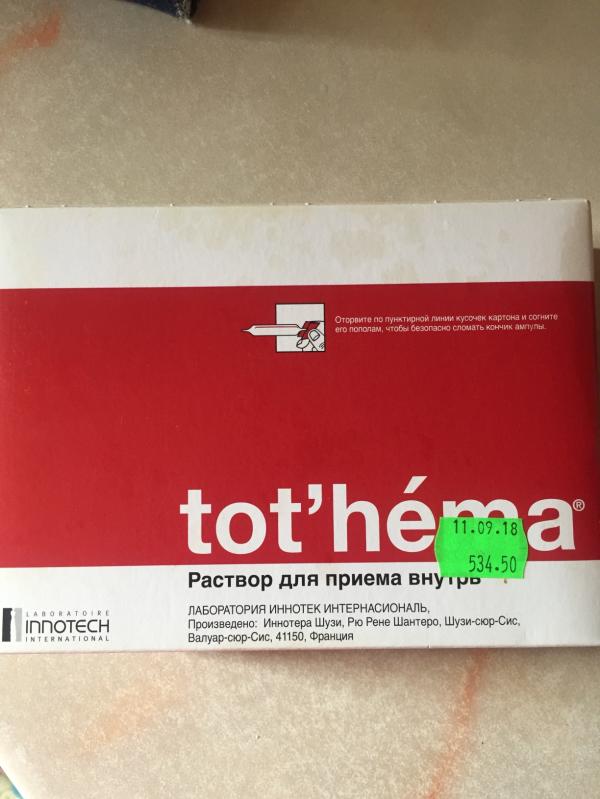 Оторвите по пунктирной линии кусочек картона и согните
его пополам, чтобы безопасно сломать кончик ампулы.
tot'héma®
11.09.18
534.50
Раствор для приема внутрь
LABORATOIRE
INNOTECH
INTERNATIONAL
ЛАБОРАТОРИЯ ИННОТЕК ИНТЕРНАСИОНАЛЬ,
Произведено: Иннотера Шузи, Рю Рене Шантеро, Шузи-сюр-Сис,
Валуар-сюр-Сис, 41150, Франция